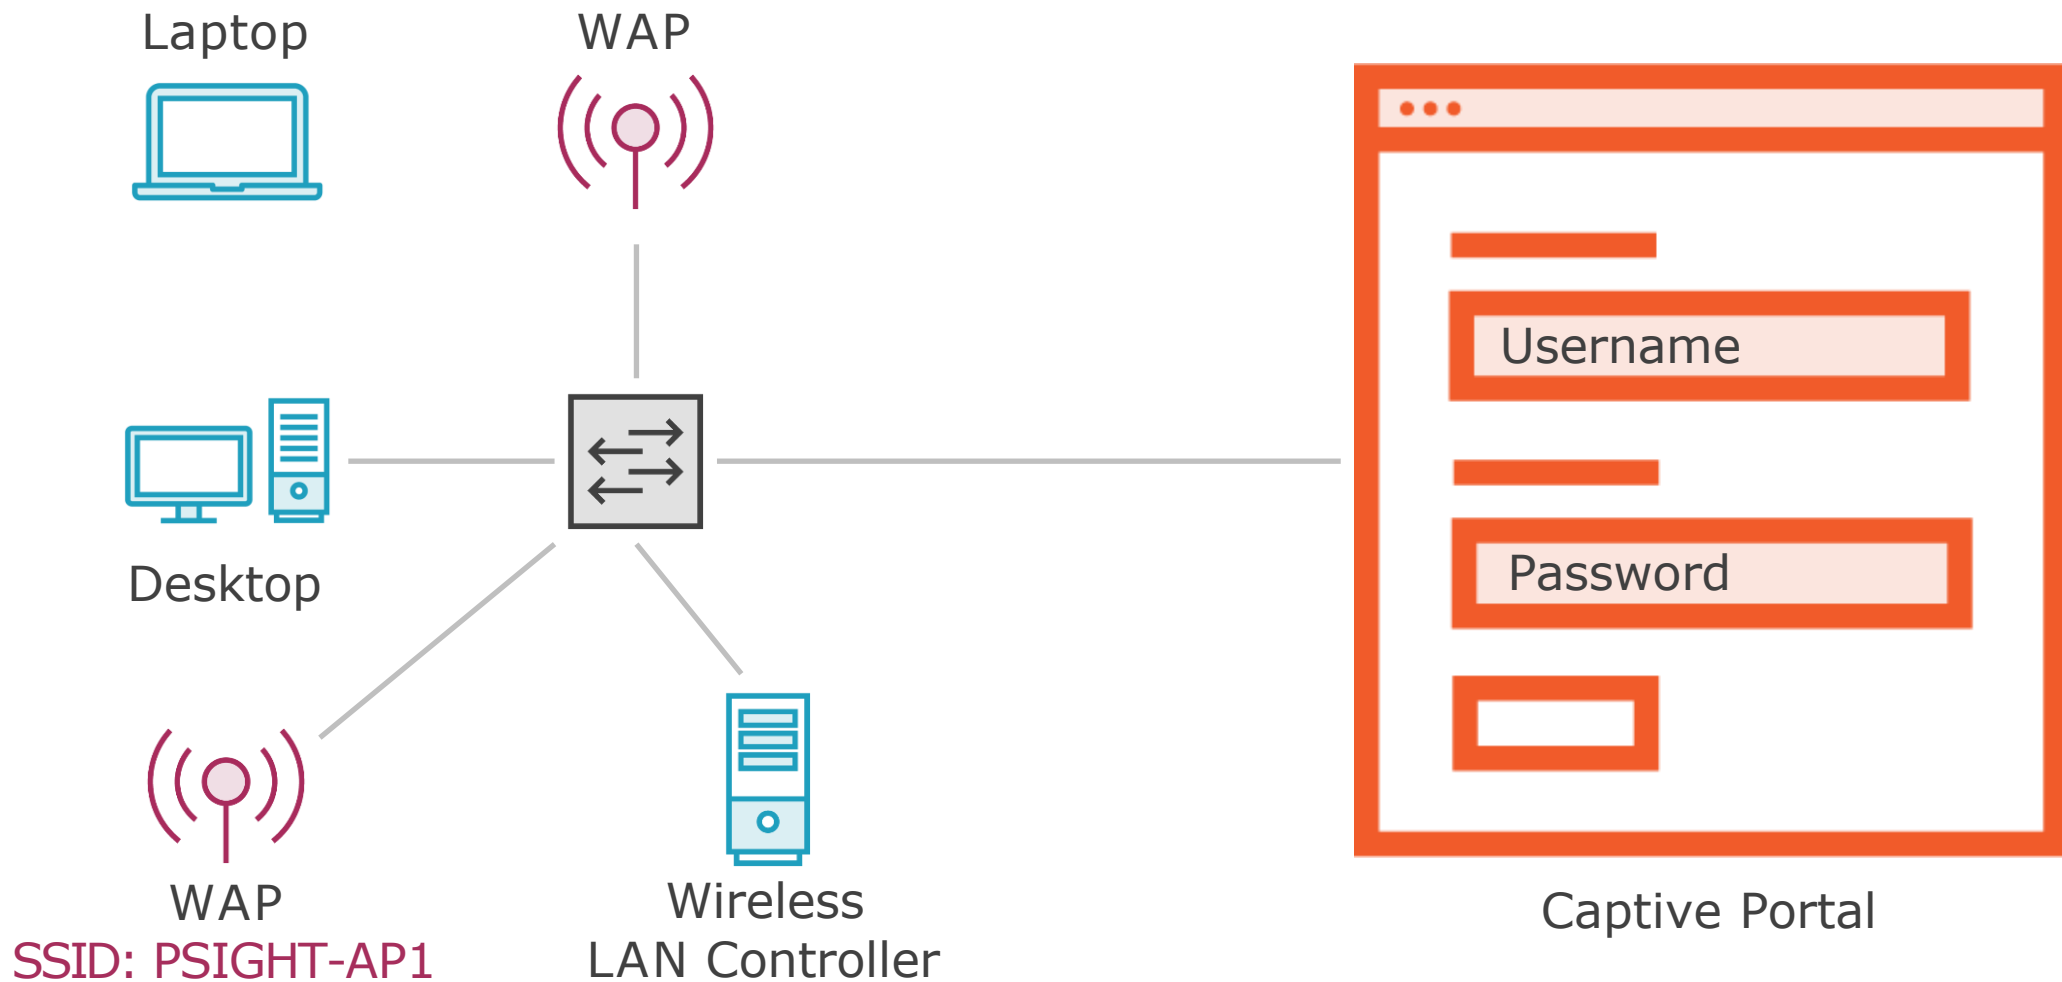 Laptop
WAP
Username
Password
Desktop
WAP
SSID: PSIGHT-AP1
Wireless
LAN Controller
Captive Portal